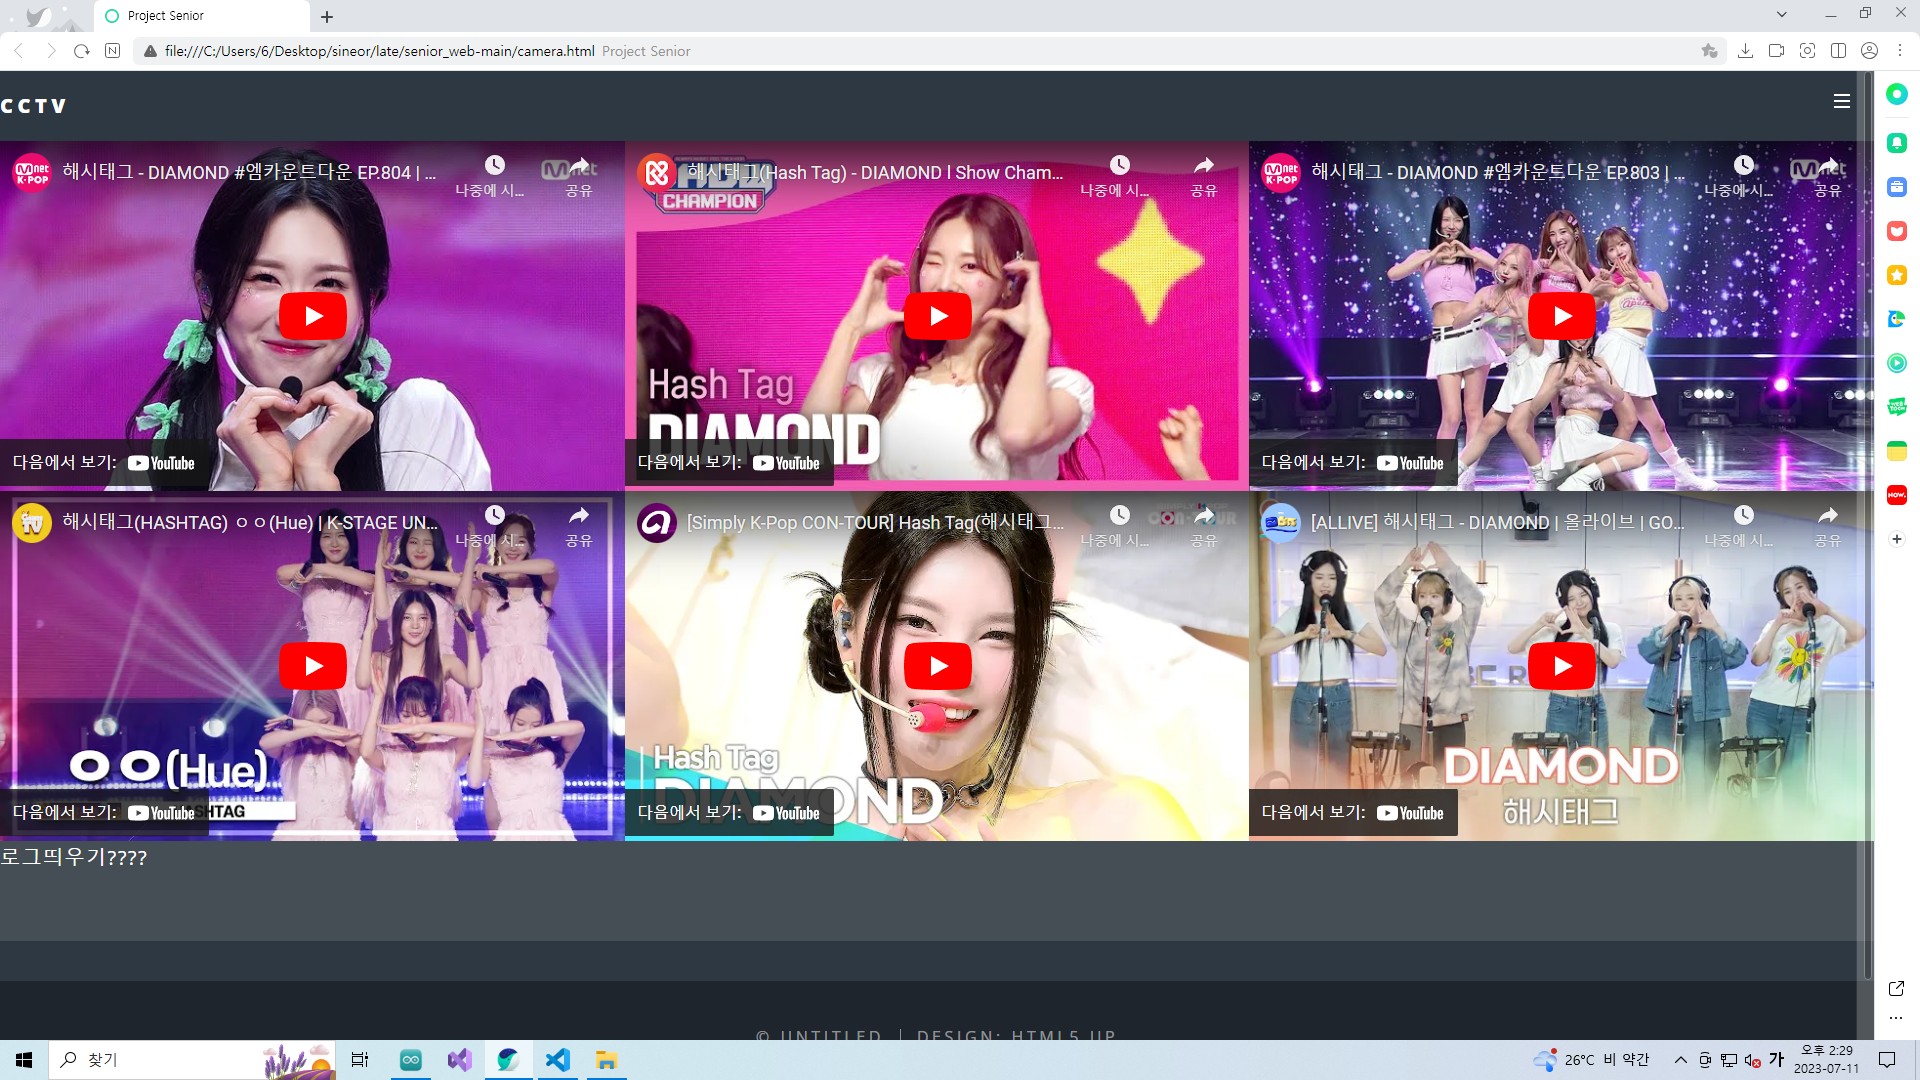 Project Senior
file:///C:/Users/6/Desktop/sineor/late/senior_web-main/camera.html Project Senior
CCTV
해시태그 - DIAMOND #엠카운트다운 EP.804 | ...
나중에 시...
공유
다음에서 보기: YouTube
해시태그(Hash Tag) - DIAMOND l Show Cham...
나중에 시...
공유
CHAMPION
Hash Tag
DIAMOND
다음에서 보기: YouTube
해시태그 - DIAMOND #엠카운트다운 EP.803 | ...
나중에 시...
공유
다음에서 보기: YouTube
해시태그(HASHTAG) ㅇㅇ(Hue) | K-STAGE UN...
나중에 시...
공유
ㅇㅇ(Hue)
다음에서 보기: YouTube
[Simply K-Pop CON-TOUR] Hash Tag(해시태그...
나중에 시...
공유
Hash Tag
DIAMOND
다음에서 보기: YouTube
[ALLIVE] 해시태그 - DIAMOND | 올라이브 | GO...
나중에 시...
공유
DIAMOND
해시태그
다음에서 보기: YouTube
로그띄우기????
© UNTITLED | DESIGN: HTML5 UP
찾기
26°C 비 약간
가
오후 2:29
2023-07-11